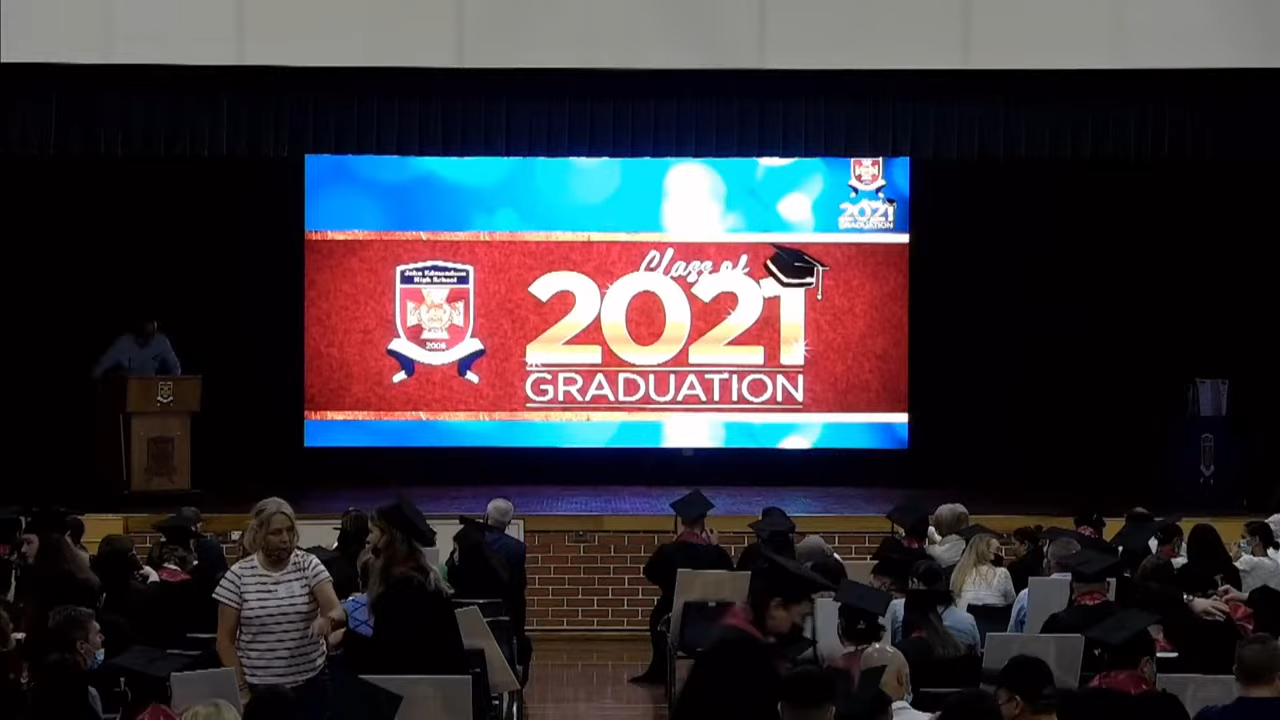 2021
GRADUATION
John Edmondson
High School
2006
Class of
2021
GRADUATION